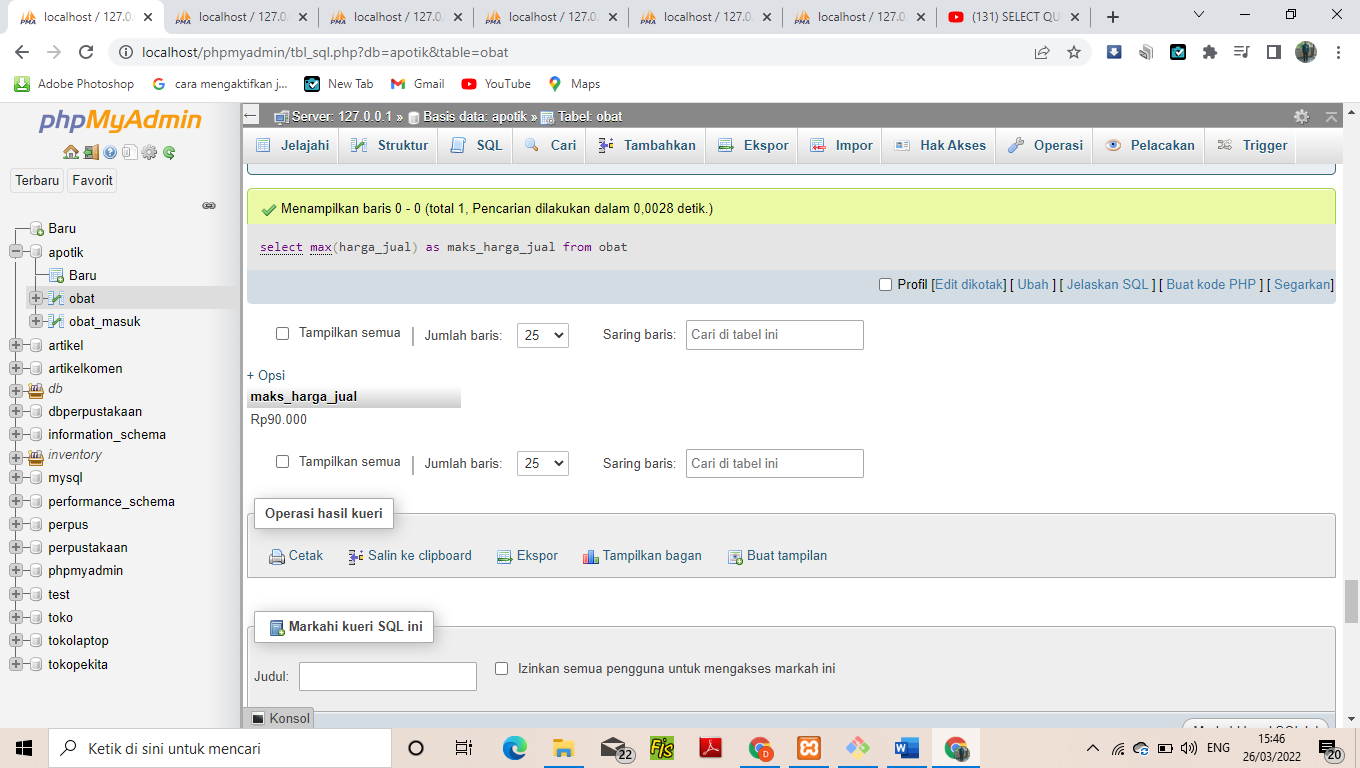 localhost / 127.0. localhost / 127.0. localhost / 127.0. localhost / 127.0. localhost / 127.0. localhost / 127.0. (131) SELECT QU
localhost/phpmyadmin/tbl_sql.php?db=apotik&table=obat
Adobe Photoshop cara mengaktifkan j... New Tab Gmail YouTube Maps
phpMyAdmin
Terbaru Favorit
Baru
apotik
Baru
obat
obat_masuk
artikel
artikelkomen
db
dbperpustakaan
information_schema
inventory
mysql
performance_schema
perpus
perpustakaan
phpmyadmin
test
toko
tokolaptop
tokopekita
Server: 127.0.0.1 » Basis data: apotik » Tabel: obat
Jelajahi Struktur SQL Cari Tambahkan Ekspor Impor Hak Akses Operasi Pelacakan Trigger
Menampilkan baris 0 - 0 (total 1, Pencarian dilakukan dalam 0,0028 detik.)
select max(harga_jual) as maks_harga_jual from obat
Profil [Edit dikotak] [ Ubah ] [ Jelaskan SQL ] [ Buat kode PHP ] [ Segarkan]
Tampilkan semua | Jumlah baris: 25 Saring baris: Cari di tabel ini
+ Opsi
maks_harga_jual
Rp90.000
Tampilkan semua | Jumlah baris: 25 Saring baris: Cari di tabel ini
Operasi hasil kueri
Cetak Salin ke clipboard Ekspor Tampilkan bagan Buat tampilan
Markahi kueri SQL ini
Judul: Izinkan semua pengguna untuk mengakses markah ini
Konsol
Ketik di sini untuk mencari
22
ENG
15:46
26/03/2022
20